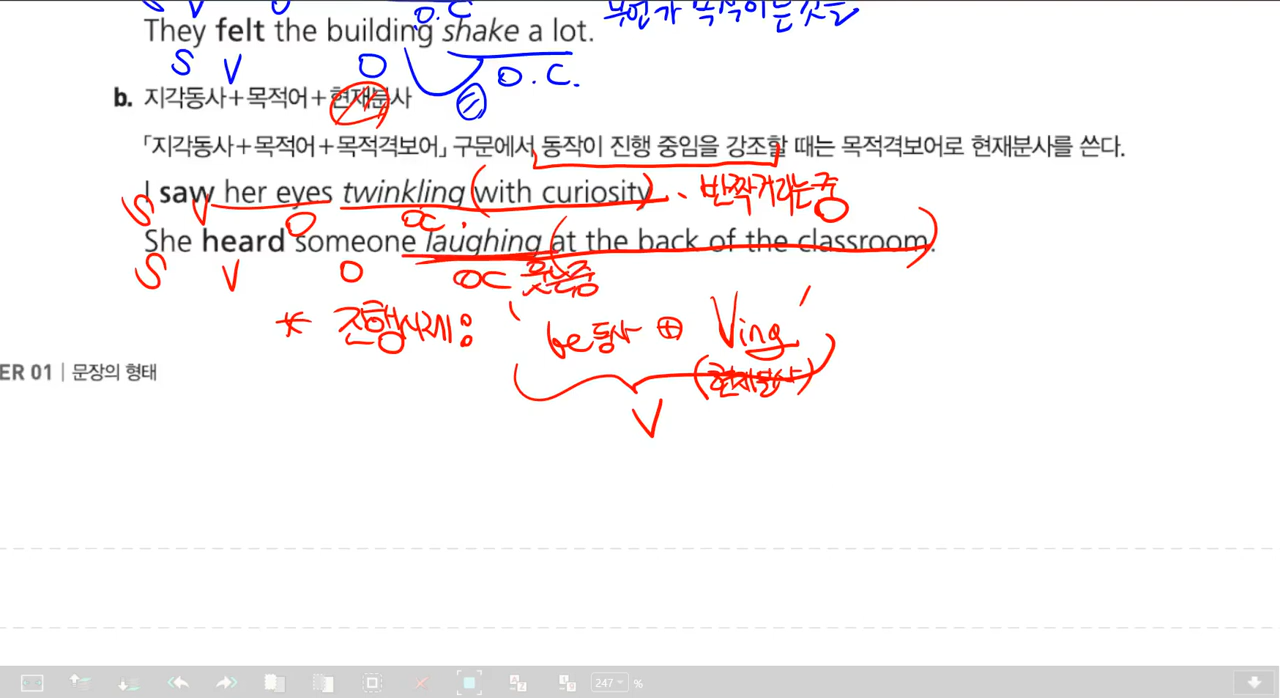 O.C 무언가 목적이는 것을
They felt the building shake a lot.
S V O O.C.
b. 지각동사+목적어+현재분사
「지각동사+목적어+목적격보어」 구문에서 동작이 진행 중임을 강조할 때는 목적격보어로 현재분사를 쓴다.
I saw her eyes twinkling (with curiosity). 반짝거리는중
S V O OC
She heard someone laughing (at the back of the classroom).
S V O OC 웃는중
* 진행시제: ' be동사 + Ving '
ER 01 | 문장의 형태
(현재분사)
V
247 %